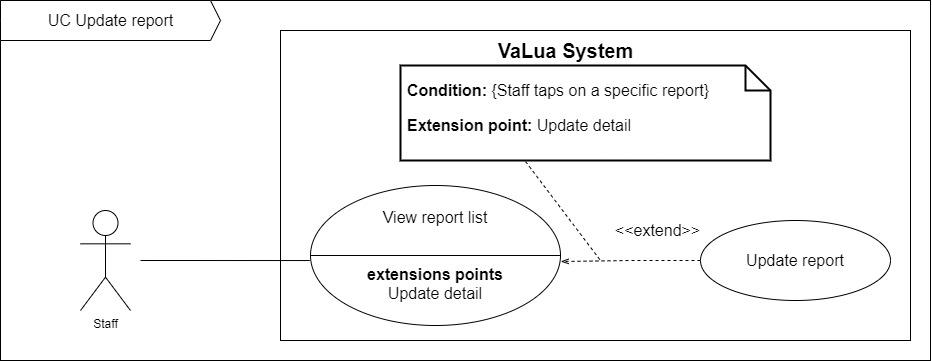 UC Update report
VaLua System
Condition: {Staff taps on a specific report}
Extension point: Update detail
View report list
<<extend>>
Update report
extensions points
Update detail
Staff